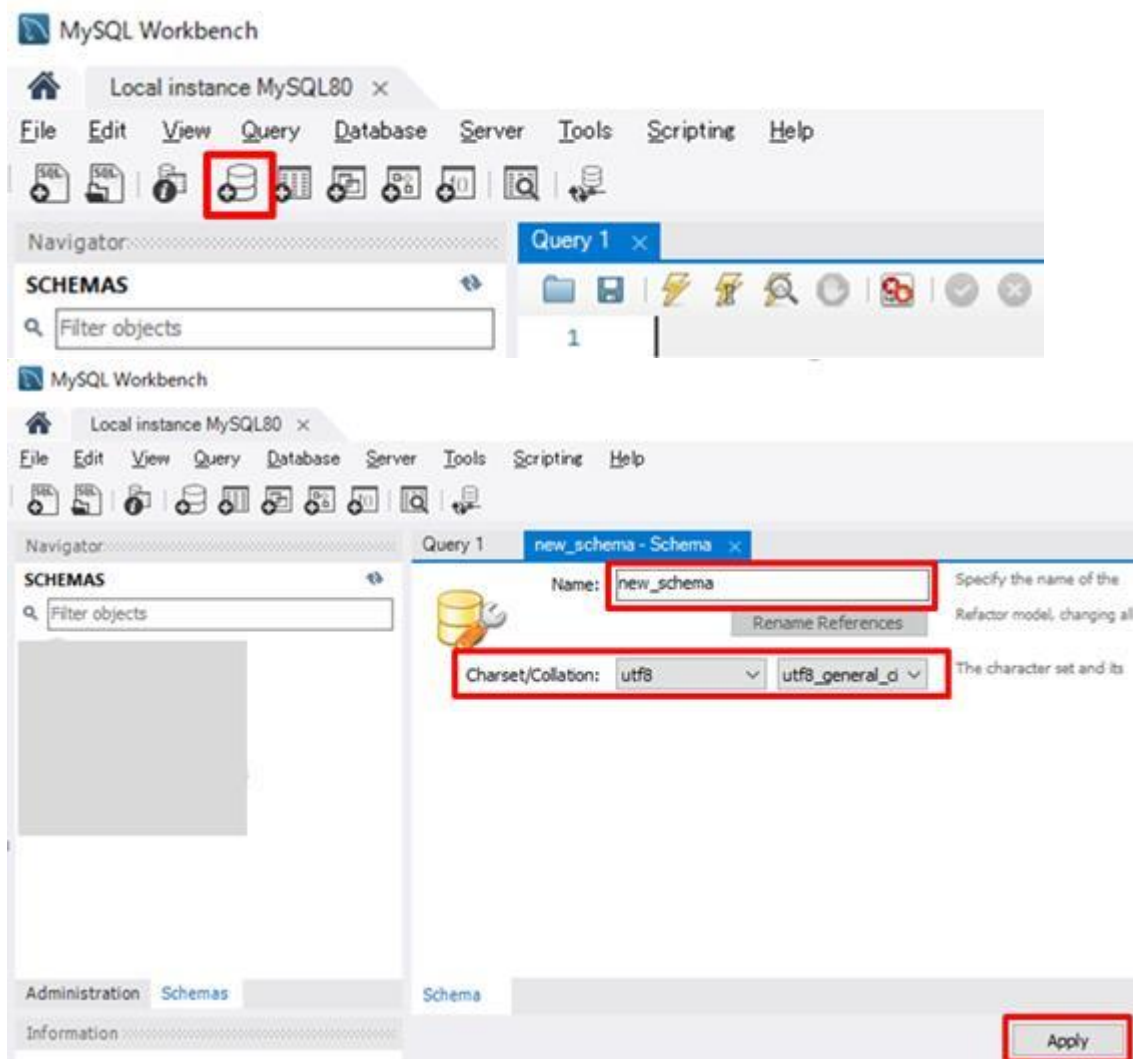 MySQL Workbench
Local instance MySQL80 ×
File Edit View Query Database Server Tools Scripting Help
Navigator
Query 1 ×
SCHEMAS
Filter objects
1
MySQL Workbench
Local instance MySQL80 ×
File Edit View Query Database Server Tools Scripting Help
Navigator
Query 1 new_schema - Schema ×
SCHEMAS
Name: new_schema Specify the name of the
Filter objects
Rename References Refactor model, changing all
Charset/Collation: utf8 utf8_general_ci The character set and its
Administration Schemas
Schema
Information
Apply